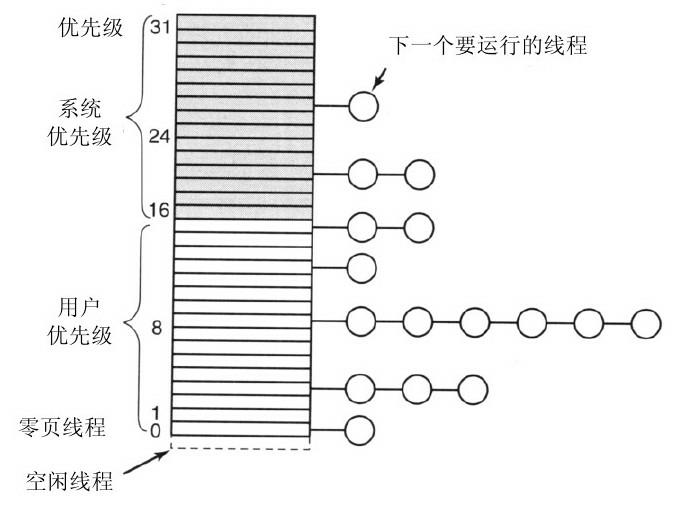 优先级 31
下一个要运行的线程
系统
优先级
24
16
用户
优先级
8
1
零页线程 0
空闲线程